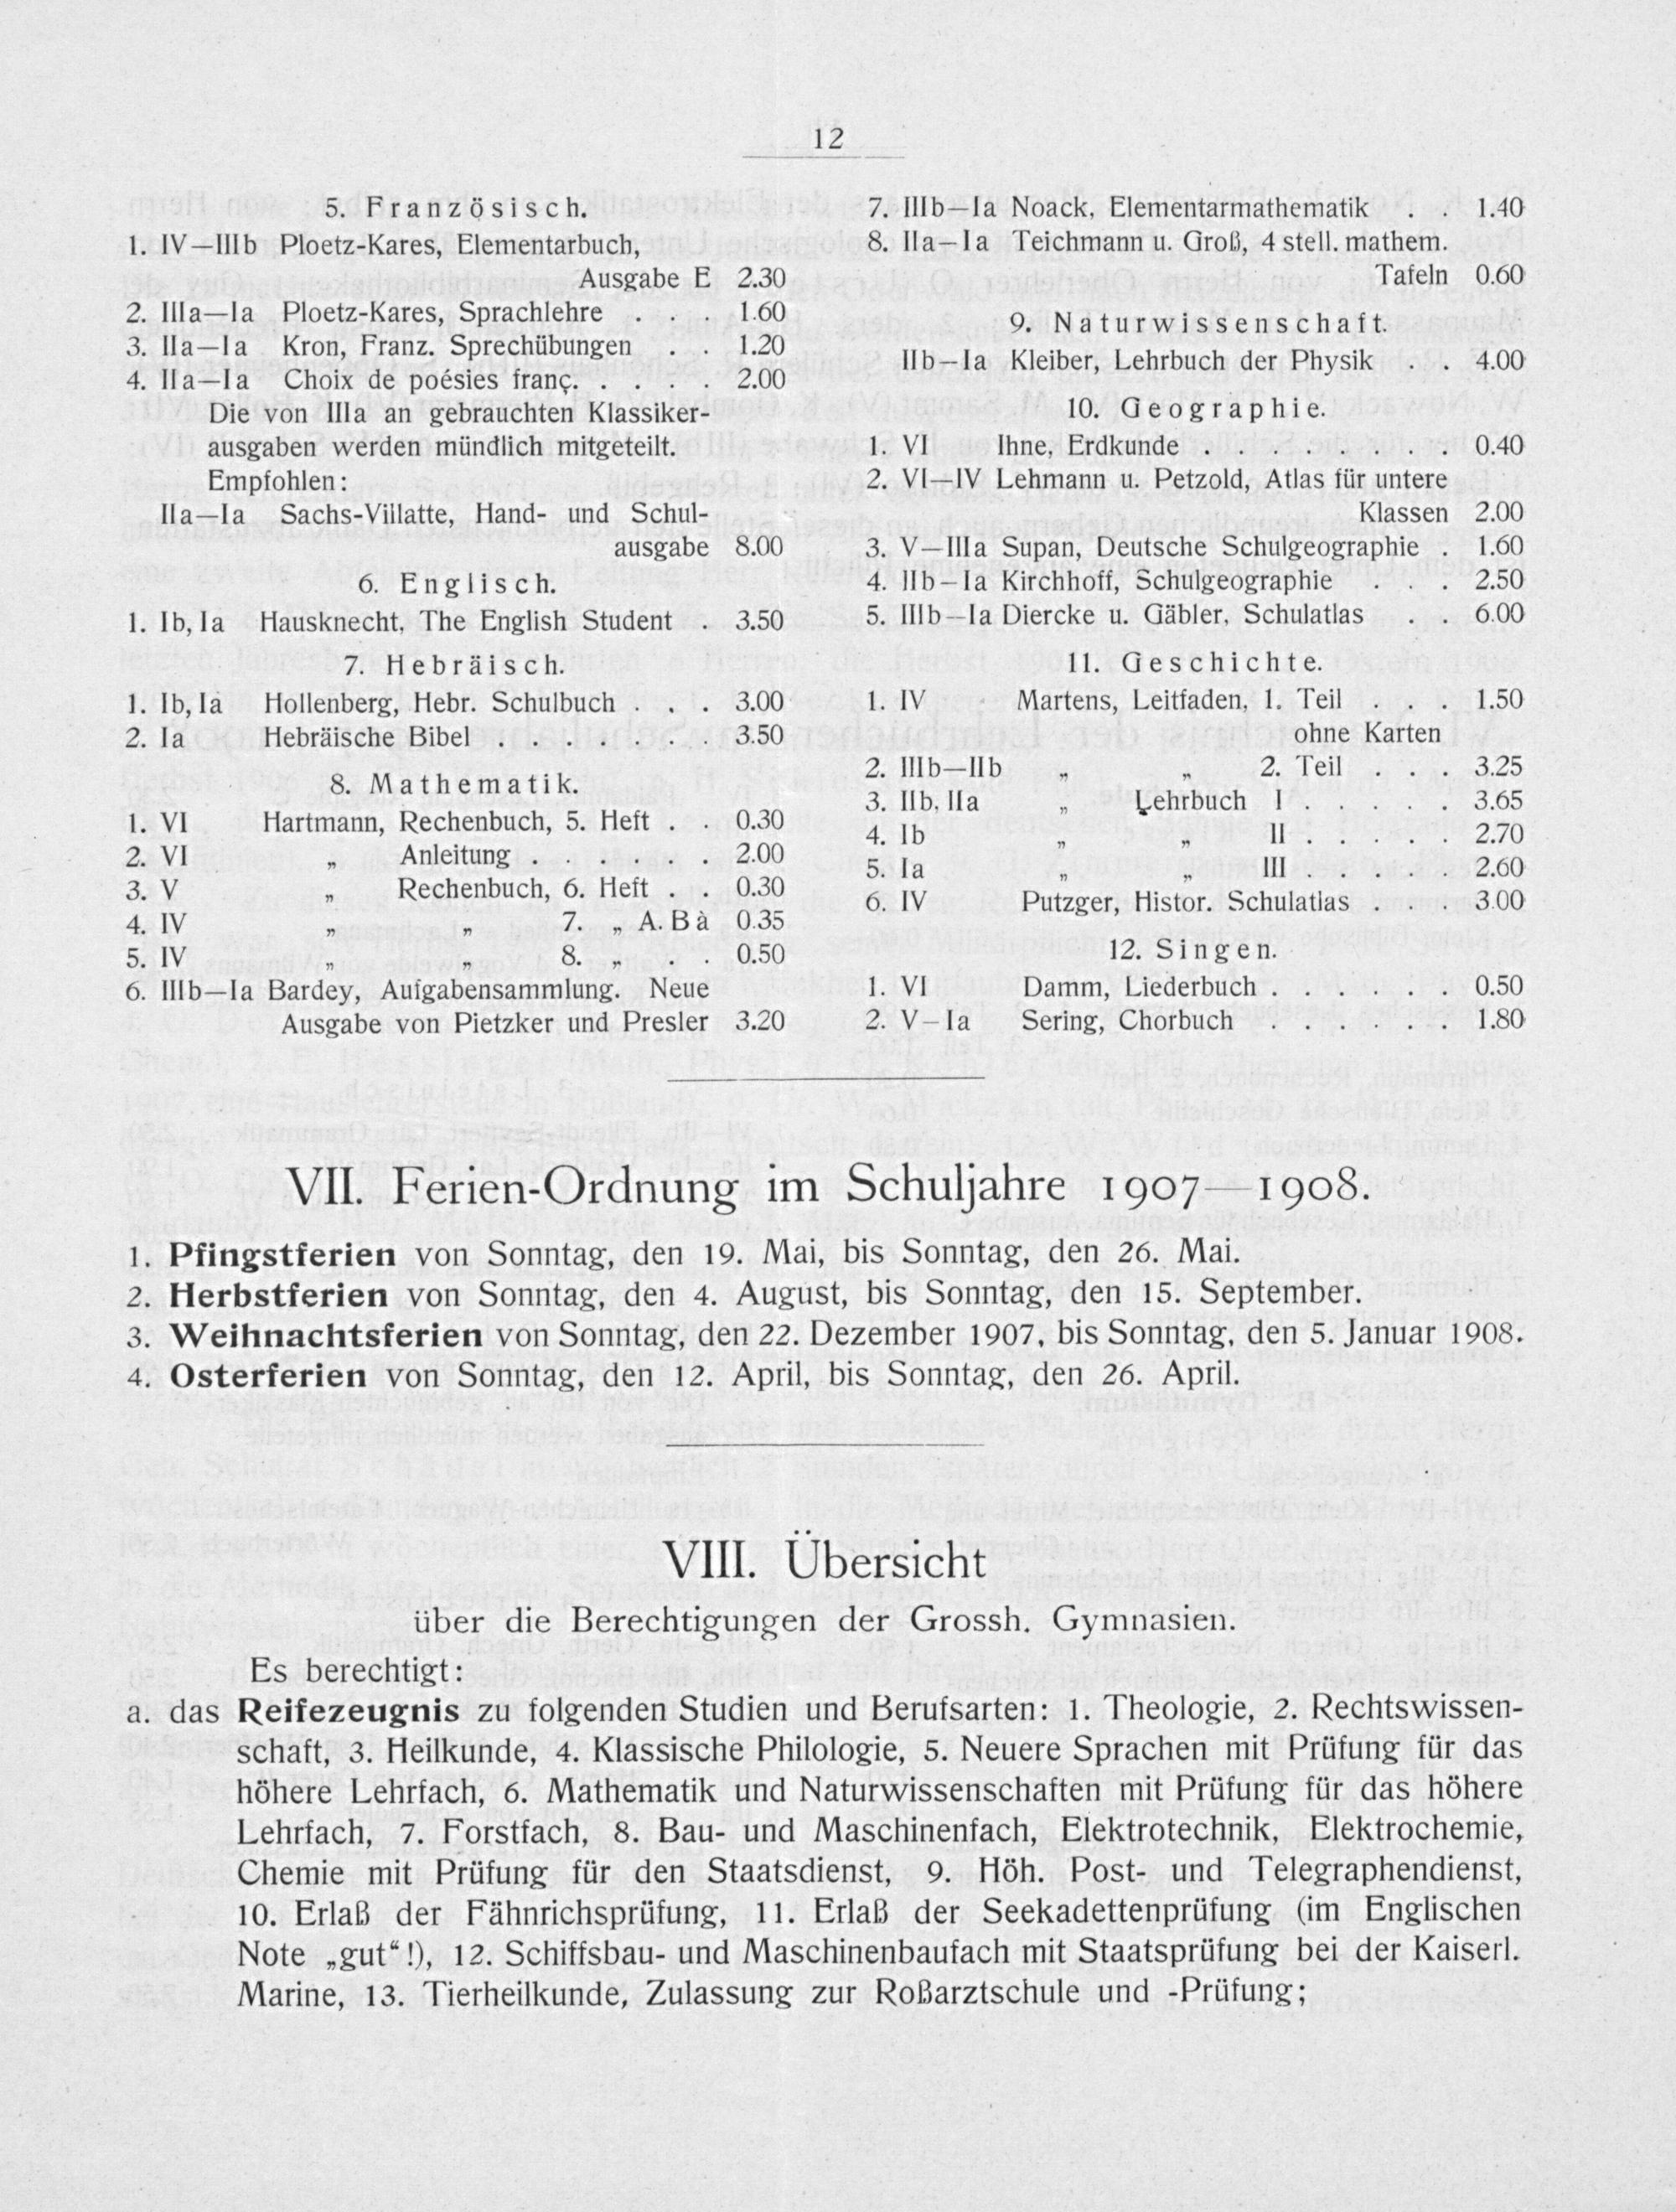 12
5. Französisch.
1. IV—IIIb Ploetz-Kares, Elementarbuch,
Ausgabe E 2.30
2. IIIa—Ia Ploetz-Kares, Sprachlehre . . . 1.60
3. IIa—Ia Kron, Franz. Sprechübungen . . 1.20
4. IIa—Ia Choix de poésies franç. . . . . 2.00
Die von IIIa an gebrauchten Klassiker-
ausgaben werden mündlich mitgeteilt.
Empfohlen:
IIa—Ia Sachs-Villatte, Hand- und Schul-
ausgabe 8.00
6. Englisch.
1. Ib, Ia Hausknecht, The English Student . 3.50
7. Hebräisch.
1. Ib, Ia Hollenberg, Hebr. Schulbuch . . . 3.00
2. Ia Hebräische Bibel . . . . . . . 3.50
8. Mathematik.
1. VI Hartmann, Rechenbuch, 5. Heft . . 0.30
2. VI „ Anleitung . . . . . . 2.00
3. V „ Rechenbuch, 6. Heft . . 0.30
4. IV „ „ 7. „ A. B à 0.35
5. IV „ „ 8. „ . . 0.50
6. IIIb—Ia Bardey, Aufgabensammlung. Neue
Ausgabe von Pietzker und Presler 3.20
7. IIIb—Ia Noack, Elementarmathematik . . 1.40
8. IIa—Ia Teichmann u. Groß, 4 stell. mathem.
Tafeln 0.60
9. Naturwissenschaft.
IIb—Ia Kleiber, Lehrbuch der Physik . . 4.00
10. Geographie.
1. VI Ihne, Erdkunde . . . . . . . . 0.40
2. VI—IV Lehmann u. Petzold, Atlas für untere
Klassen 2.00
3. V—IIIa Supan, Deutsche Schulgeographie . 1.60
4. IIb—Ia Kirchhoff, Schulgeographie . . . 2.50
5. IIIb—Ia Diercke u. Gäbler, Schulatlas . . 6.00
11. Geschichte.
1. IV Martens, Leitfaden, 1. Teil . . . 1.50
ohne Karten
2. IIIb—IIb „ „ 2. Teil . . . 3.25
3. IIb, IIa „ Lehrbuch I . . . . . 3.65
4. Ib „ „ II . . . . . 2.70
5. Ia „ „ III . . . . . 2.60
6. IV Putzger, Histor. Schulatlas . . . 3.00
12. Singen.
1. VI Damm, Liederbuch . . . . . . 0.50
2. V—Ia Sering, Chorbuch . . . . . . 1.80
VII. Ferien-Ordnung im Schuljahre 1907—1908.
1. Pfingstferien von Sonntag, den 19. Mai, bis Sonntag, den 26. Mai.
2. Herbstferien von Sonntag, den 4. August, bis Sonntag, den 15. September.
3. Weihnachtsferien von Sonntag, den 22. Dezember 1907, bis Sonntag, den 5. Januar 1908.
4. Osterferien von Sonntag, den 12. April, bis Sonntag, den 26. April.
VIII. Übersicht
über die Berechtigungen der Grossh. Gymnasien.
Es berechtigt:
a. das Reifezeugnis zu folgenden Studien und Berufsarten: 1. Theologie, 2. Rechtswissen-
schaft, 3. Heilkunde, 4. Klassische Philologie, 5. Neuere Sprachen mit Prüfung für das
höhere Lehrfach, 6. Mathematik und Naturwissenschaften mit Prüfung für das höhere
Lehrfach, 7. Forstfach, 8. Bau- und Maschinenfach, Elektrotechnik, Elektrochemie,
Chemie mit Prüfung für den Staatsdienst, 9. Höh. Post- und Telegraphendienst,
10. Erlaß der Fähnrichsprüfung, 11. Erlaß der Seekadettenprüfung (im Englischen
Note „gut“!), 12. Schiffsbau- und Maschinenbaufach mit Staatsprüfung bei der Kaiserl.
Marine, 13. Tierheilkunde, Zulassung zur Roßarztschule und -Prüfung;